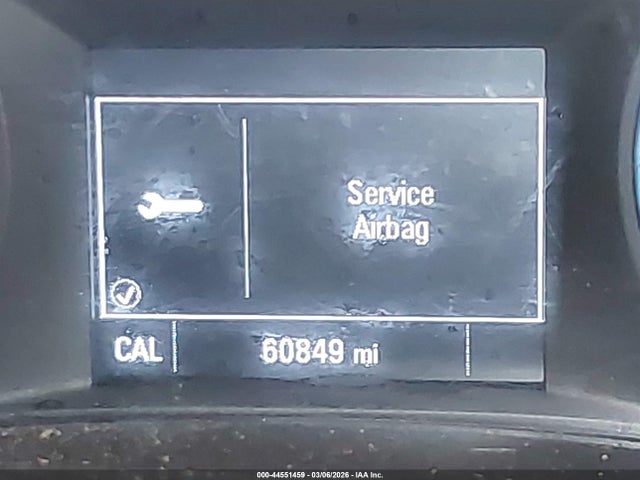 Service
Airbag
CAL 60849 mi
000-44551459 - 03/06/2026 - IAA Inc.